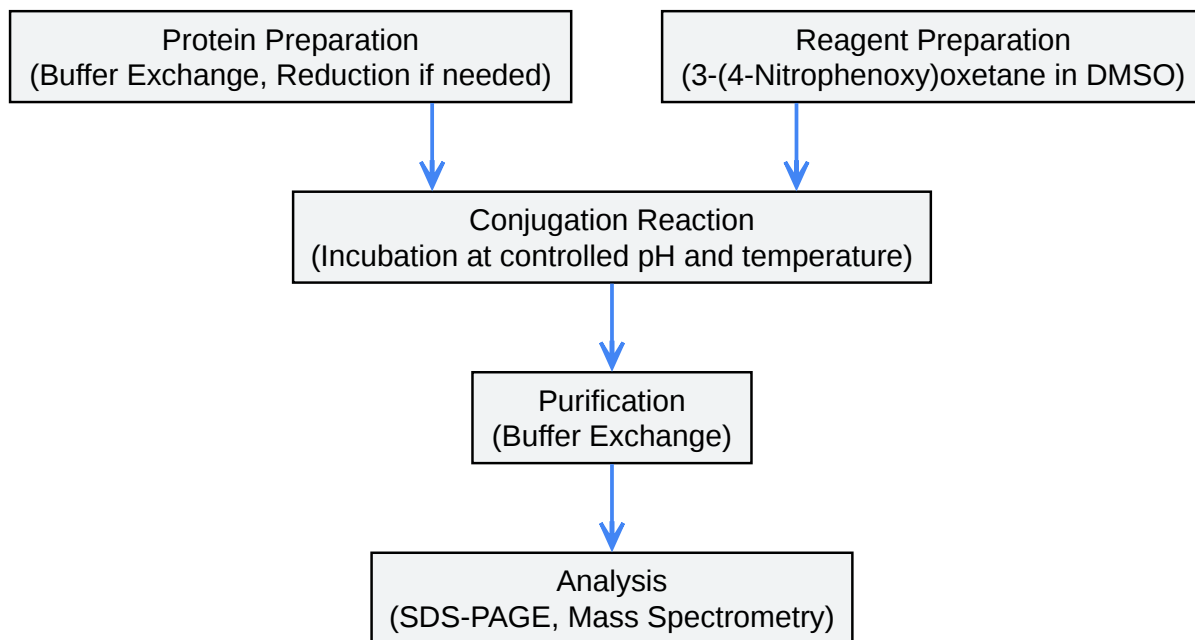 Protein Preparation
(Buffer Exchange, Reduction if needed)
Reagent Preparation
(3-(4-Nitrophenoxy)oxetane in DMSO)
Conjugation Reaction
(Incubation at controlled pH and temperature)
Purification
(Buffer Exchange)
Analysis
(SDS-PAGE, Mass Spectrometry)